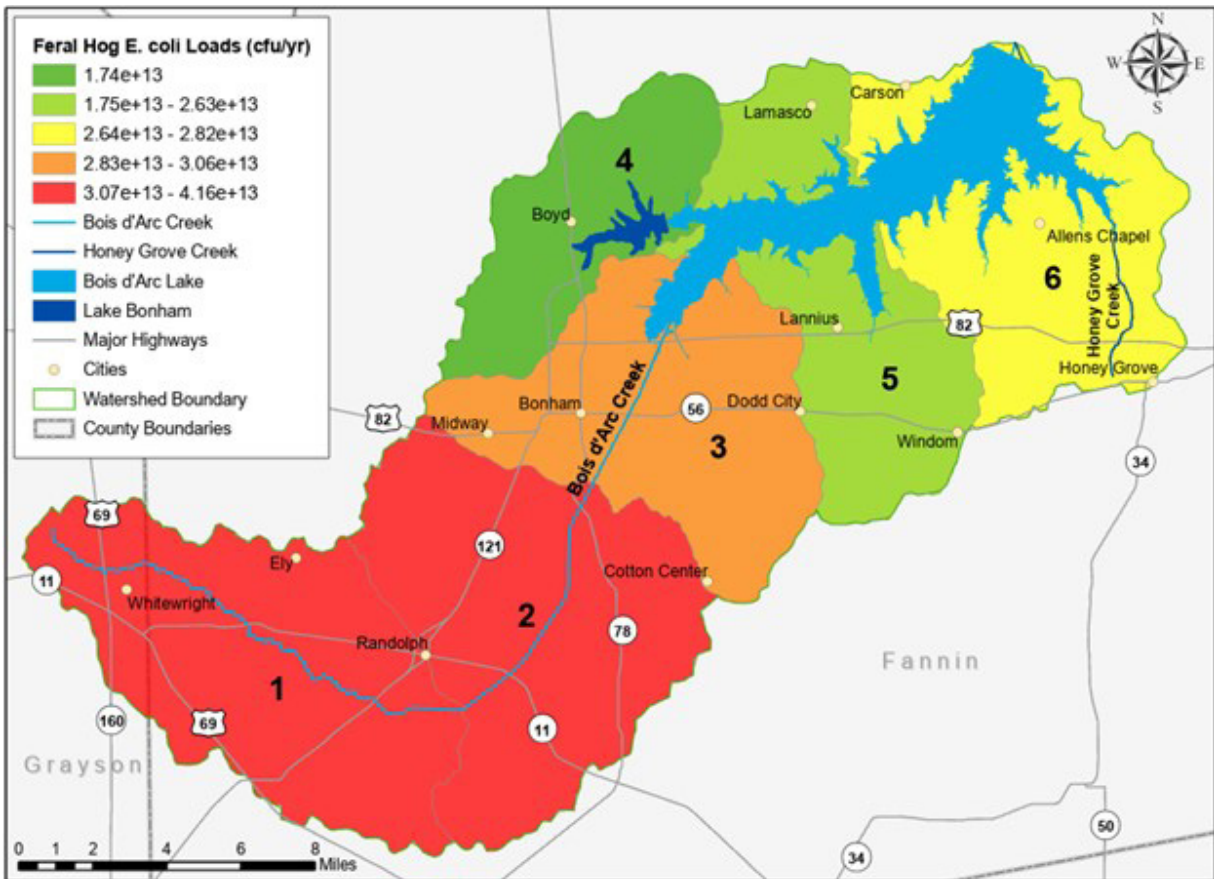 Feral Hog E. coli Loads (cfu/yr)
1.74e+13
1.75e+13 - 2.63e+13
2.64e+13 - 2.82e+13
2.83e+13 - 3.06e+13
3.07e+13 - 4.16e+13
Bois d'Arc Creek
Honey Grove Creek
Bois d'Arc Lake
Lake Bonham
Major Highways
Cities
Watershed Boundary
County Boundaries
N
W E
S
Carson
Lamasco
4
Boyd
Allens Chapel
6
Honey Grove
Creek
Lannius
82
Honey Grove
5
Bonham
56
Dodd City
82
Midway
3
Windom
Bois d'Arc Creek
34
69
121
Ely
Cotton Center
11
Whitewright
2
78
Randolph
Fannin
1
160
69
11
Grayson
50
34
0 1 2 4 6 8
Miles